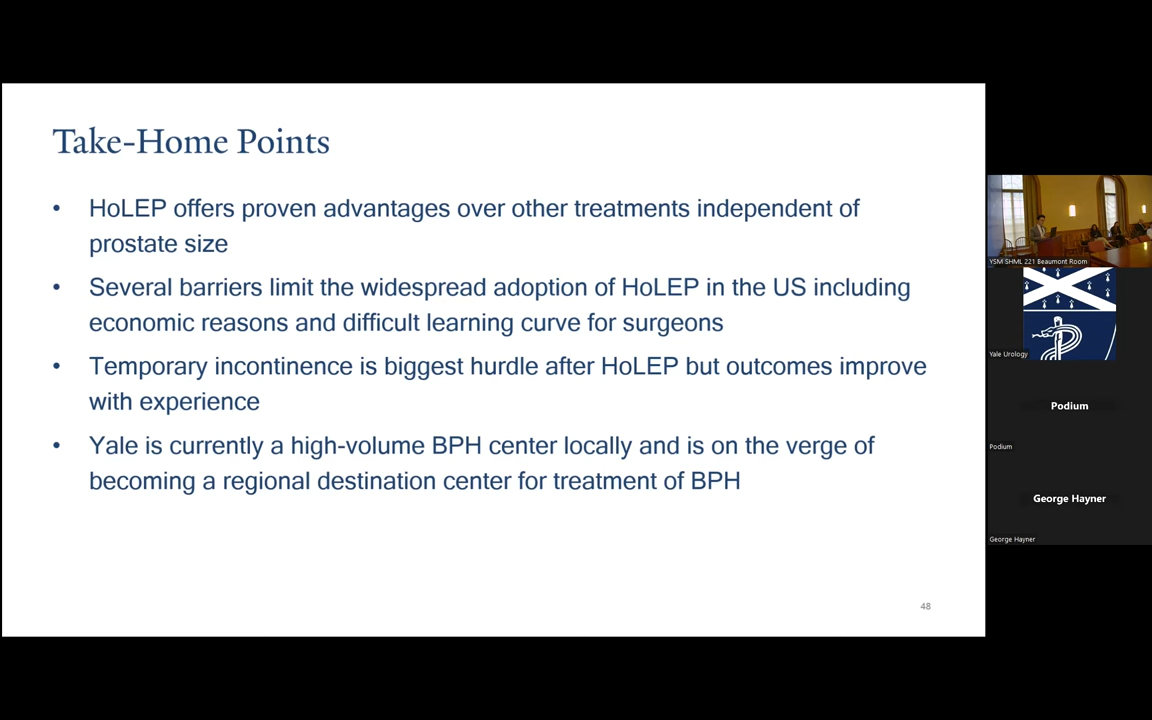 Take-Home Points
• HoLEP offers proven advantages over other treatments independent of
prostate size
• Several barriers limit the widespread adoption of HoLEP in the US including
economic reasons and difficult learning curve for surgeons
• Temporary incontinence is biggest hurdle after HoLEP but outcomes improve
with experience
• Yale is currently a high-volume BPH center locally and is on the verge of
becoming a regional destination center for treatment of BPH
48
YSM SHML 221 Beaumont Room
Yale Urology
Podium
Podium
George Hayner
George Hayner